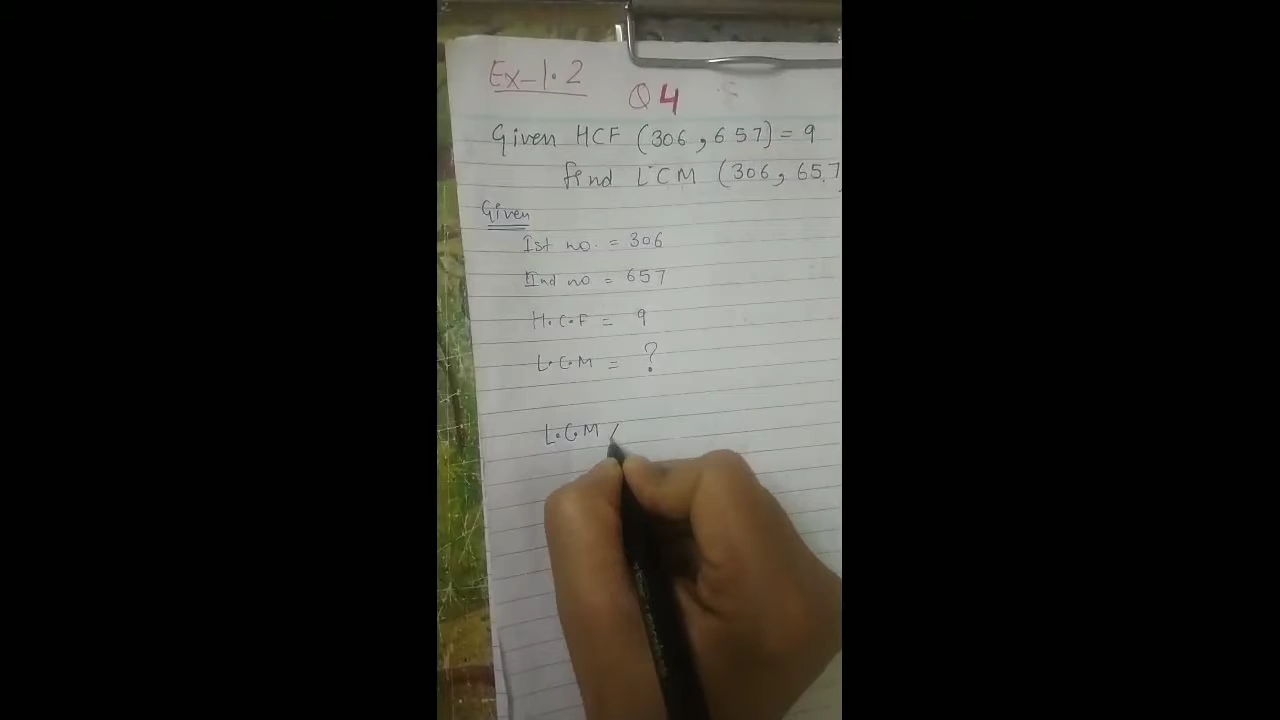 Ex-1.2
Q4
Given HCF (306, 657) = 9
find LCM (306, 657
Given
Ist no. = 306
IInd no = 657
H.C.F = 9
L.C.M = ?
L.C.M